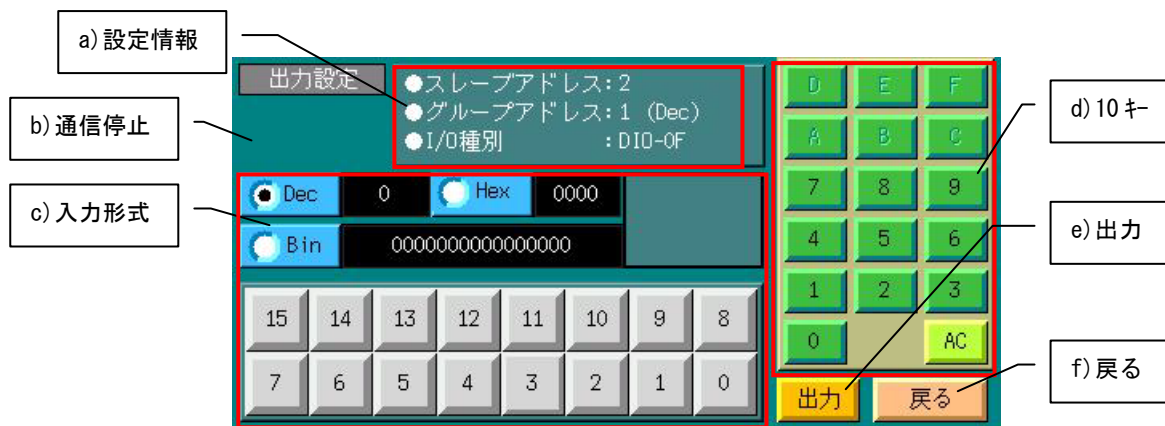 a)設定情報
b)通信停止
c)入力形式
出力設定
●スレーブアドレス:2
●グループアドレス:1 (Dec)
●I/O種別 :DIO-0F
Dec 0 Hex 0000
Bin 0000000000000000
15 14 13 12 11 10 9 8
7 6 5 4 3 2 1 0
D E F
A B C
7 8 9
4 5 6
1 2 3
0 AC
出力 戻る
d)10キー
e)出力
f)戻る